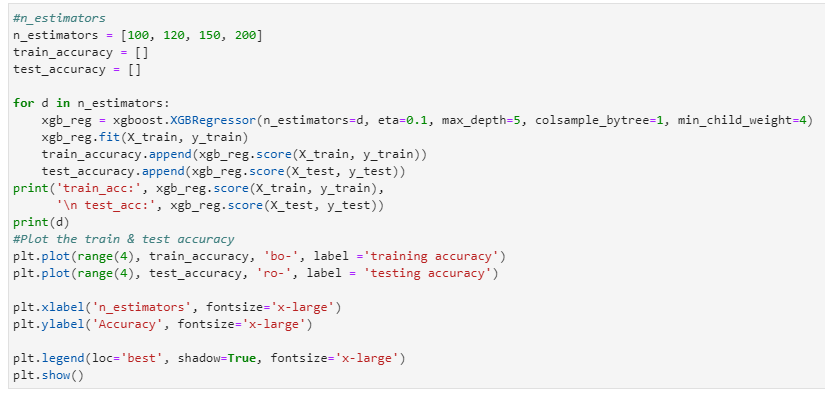 #n_estimators
n_estimators = [100, 120, 150, 200]
train_accuracy = []
test_accuracy = []

for d in n_estimators:
    xgb_reg = xgboost.XGBRegressor(n_estimators=d, eta=0.1, max_depth=5, colsample_bytree=1, min_child_weight=4)
    xgb_reg.fit(X_train, y_train)
    train_accuracy.append(xgb_reg.score(X_train, y_train))
    test_accuracy.append(xgb_reg.score(X_test, y_test))
print('train_acc:', xgb_reg.score(X_train, y_train),
      '\n test_acc:', xgb_reg.score(X_test, y_test))
print(d)
#Plot the train & test accuracy
plt.plot(range(4), train_accuracy, 'bo-', label ='training accuracy')
plt.plot(range(4), test_accuracy, 'ro-', label = 'testing accuracy')

plt.xlabel('n_estimators', fontsize='x-large')
plt.ylabel('Accuracy', fontsize='x-large')

plt.legend(loc='best', shadow=True, fontsize='x-large')
plt.show()